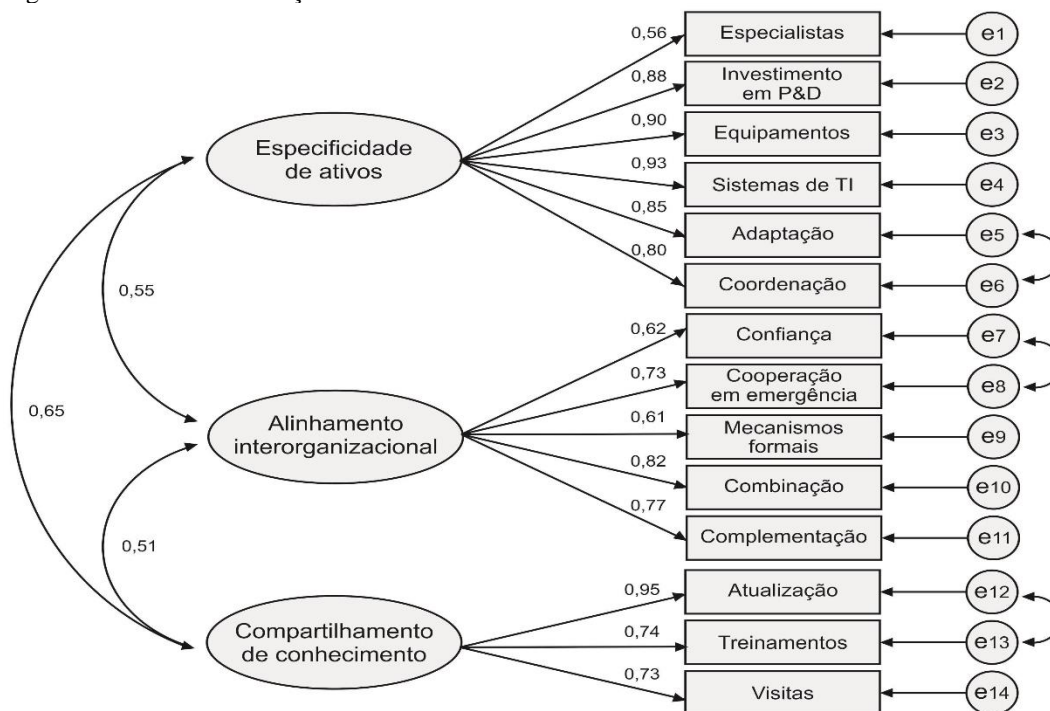 0,56
Especialistas
e1
0,88
Investimento
em P&D
e2
0,90
Equipamentos
e3
Especificidade
de ativos
0,93
Sistemas de TI
e4
0,85
Adaptação
e5
0,80
Coordenação
e6
0,55
0,62
Confiança
e7
0,73
Cooperação
em emergência
e8
0,65
Alinhamento
interorganizacional
0,61
Mecanismos
formais
e9
0,82
Combinação
e10
0,77
Complementação
e11
0,51
0,95
Atualização
e12
Compartilhamento
de conhecimento
0,74
Treinamentos
e13
0,73
Visitas
e14